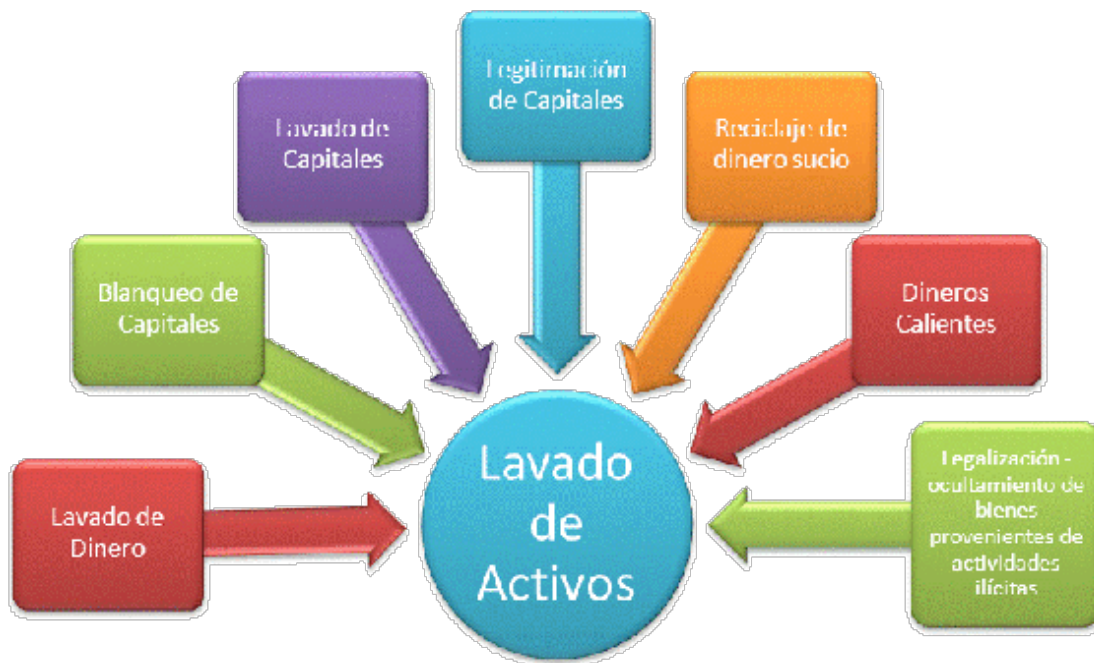 Legitimación
de Capitales
Lavado de
Capitales
Reciclaje de
dinero sucio
Blanqueo de
Capitales
Dineros
Calientes
Lavado de
Dinero
Lavado
de
Activos
Legalización -
ocultamiento de
bienes
provenientes de
actividades
ilícitas